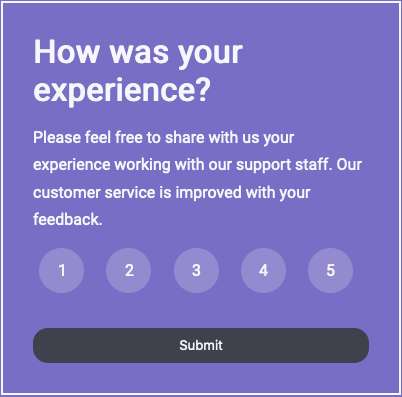 How was your
experience?
Please feel free to share with us your
experience working with our support staff. Our
customer service is improved with your
feedback.
1 2 3 4 5
Submit